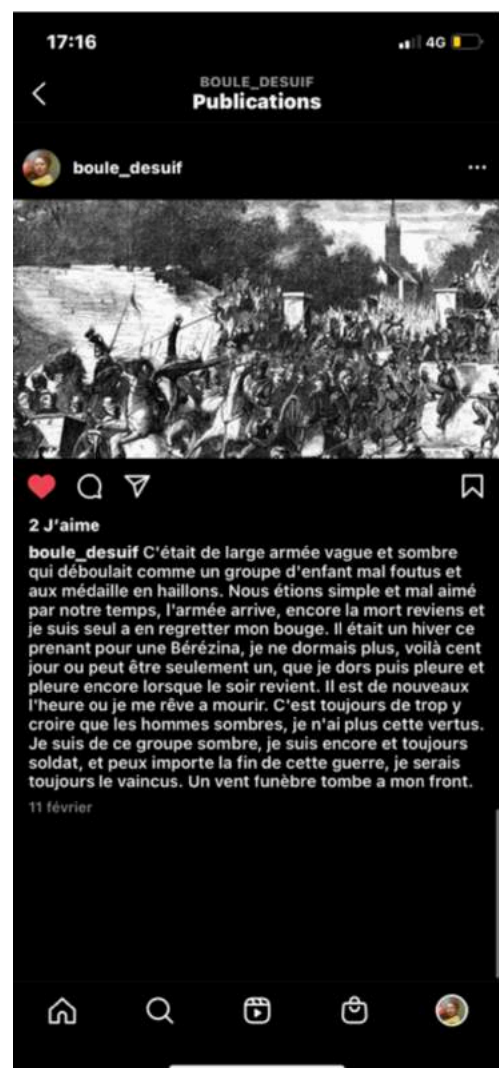 17:16
4G
BOULE_DESUIF
Publications
boule_desuif
2 J'aime
boule_desuif C'était de large armée vague et sombre
qui déboulait comme un groupe d'enfant mal foutus et
aux médaille en haillons. Nous étions simple et mal aimé
par notre temps, l'armée arrive, encore la mort reviens et
je suis seul a en regretter mon bouge. Il était un hiver ce
prenant pour une Bérézina, je ne dormais plus, voilà cent
jour ou peut être seulement un, que je dors puis pleure et
pleure encore lorsque le soir revient. Il est de nouveaux
l'heure ou je me rêve a mourir. C'est toujours de trop y
croire que les hommes sombres, je n'ai plus cette vertus.
Je suis de ce groupe sombre, je suis encore et toujours
soldat, et peux importe la fin de cette guerre, je serais
toujours le vaincus. Un vent funèbre tombe a mon front.
11 février